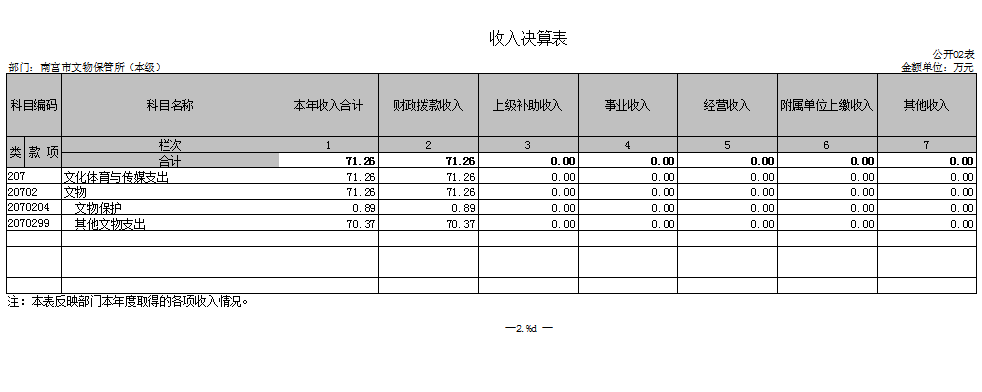 收入决算表
公开02表
部门：南宫市文物保管所（本级）
金额单位：万元
科目编码 科目名称 本年收入合计 财政拨款收入 上级补助收入 事业收入 经营收入 附属单位上缴收入 其他收入
类 款 项 栏次 1 2 3 4 5 6 7
合计 71.26 71.26 0.00 0.00 0.00 0.00 0.00
207 文化体育与传媒支出 71.26 71.26 0.00 0.00 0.00 0.00 0.00
20702 文物 71.26 71.26 0.00 0.00 0.00 0.00 0.00
2070204 文物保护 0.89 0.89 0.00 0.00 0.00 0.00 0.00
2070299 其他文物支出 70.37 70.37 0.00 0.00 0.00 0.00 0.00
注：本表反映部门本年度取得的各项收入情况。
—2.%d —